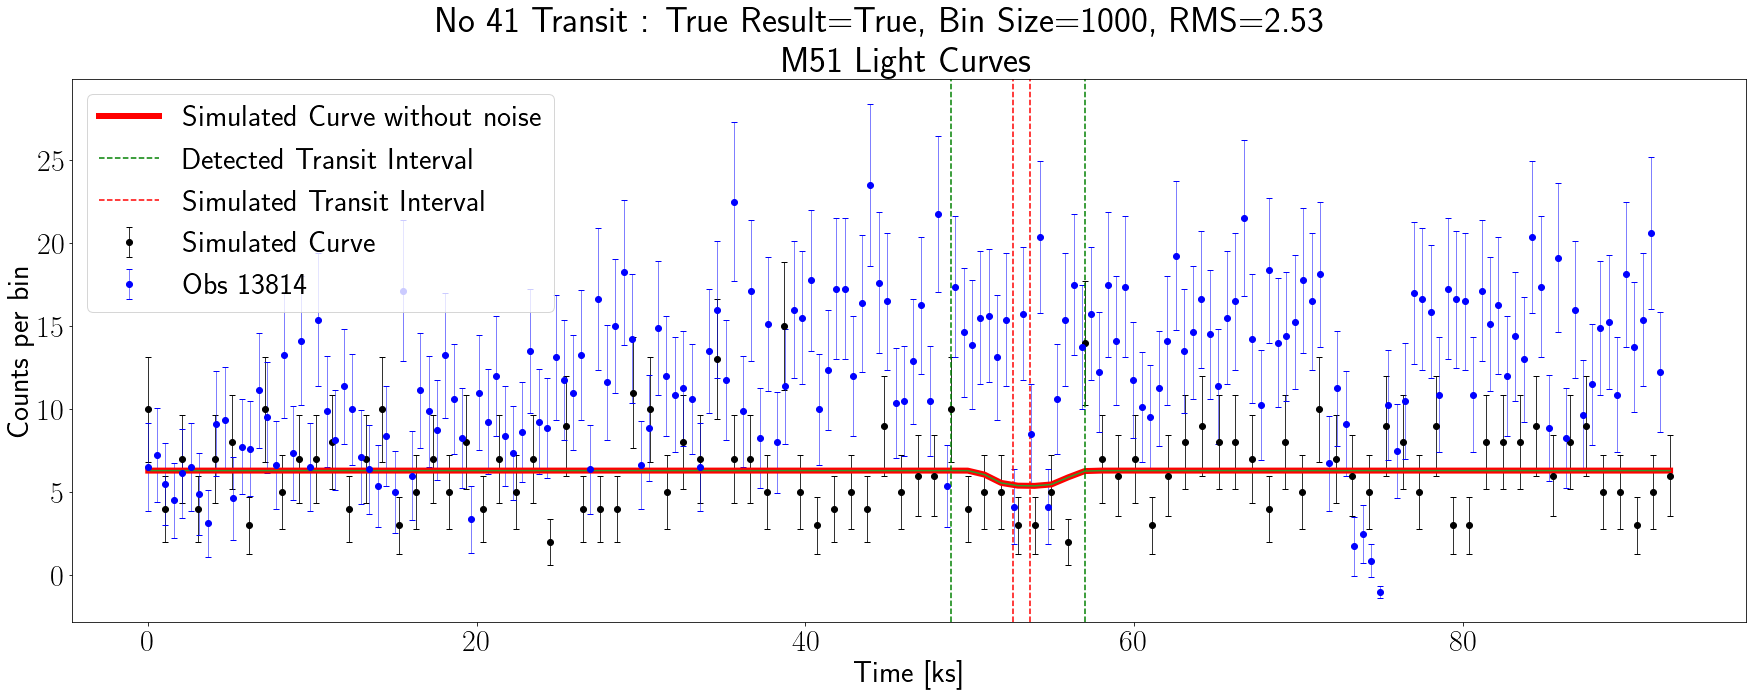 No 41 Transit : True Result=True, Bin Size=1000, RMS=2.53
M51 Light Curves
Simulated Curve without noise
Detected Transit Interval
Simulated Transit Interval
Simulated Curve
Obs 13814
Counts per bin
25
20
15
10
5
0
0 20 40 60 80
Time [ks]